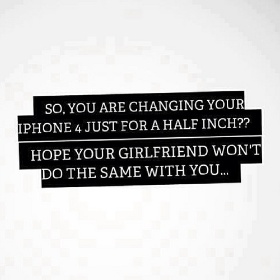 SO, YOU ARE CHANGING YOUR
IPHONE 4 JUST FOR A HALF INCH??
HOPE YOUR GIRLFRIEND WON'T
DO THE SAME WITH YOU...